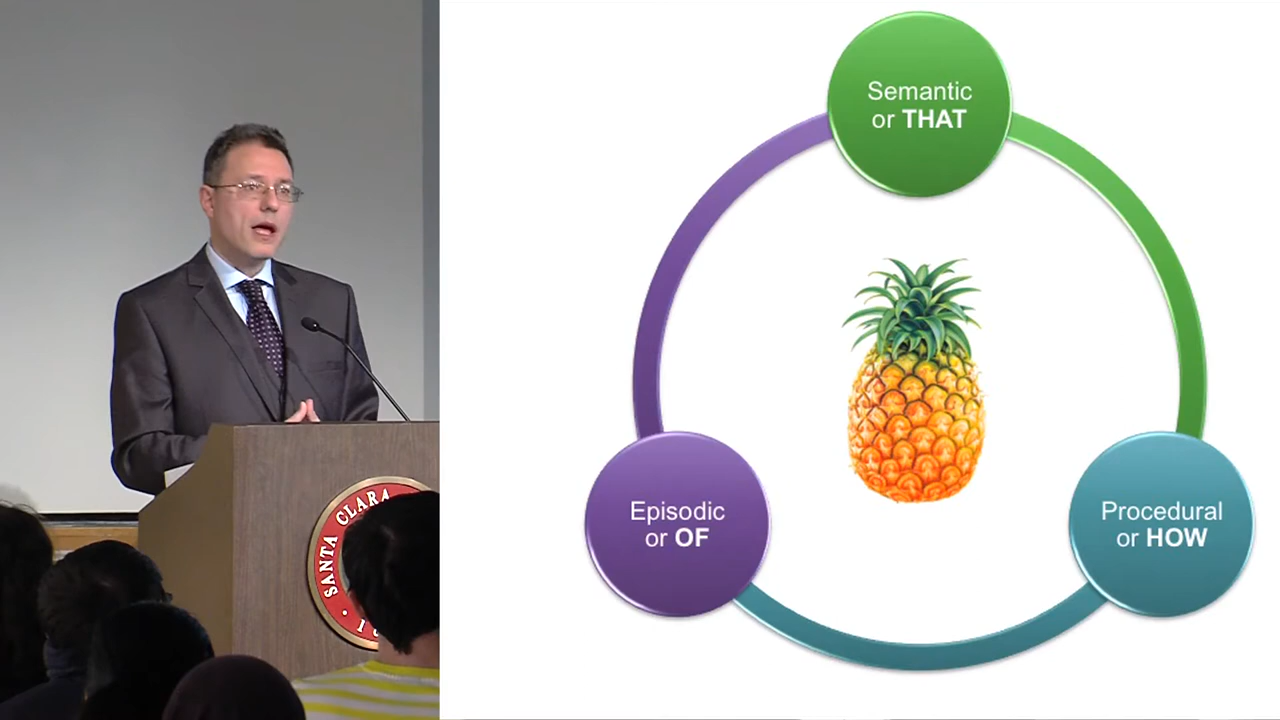 Semantic
or THAT
Episodic
or OF
Procedural
or HOW
SANTA CLARA